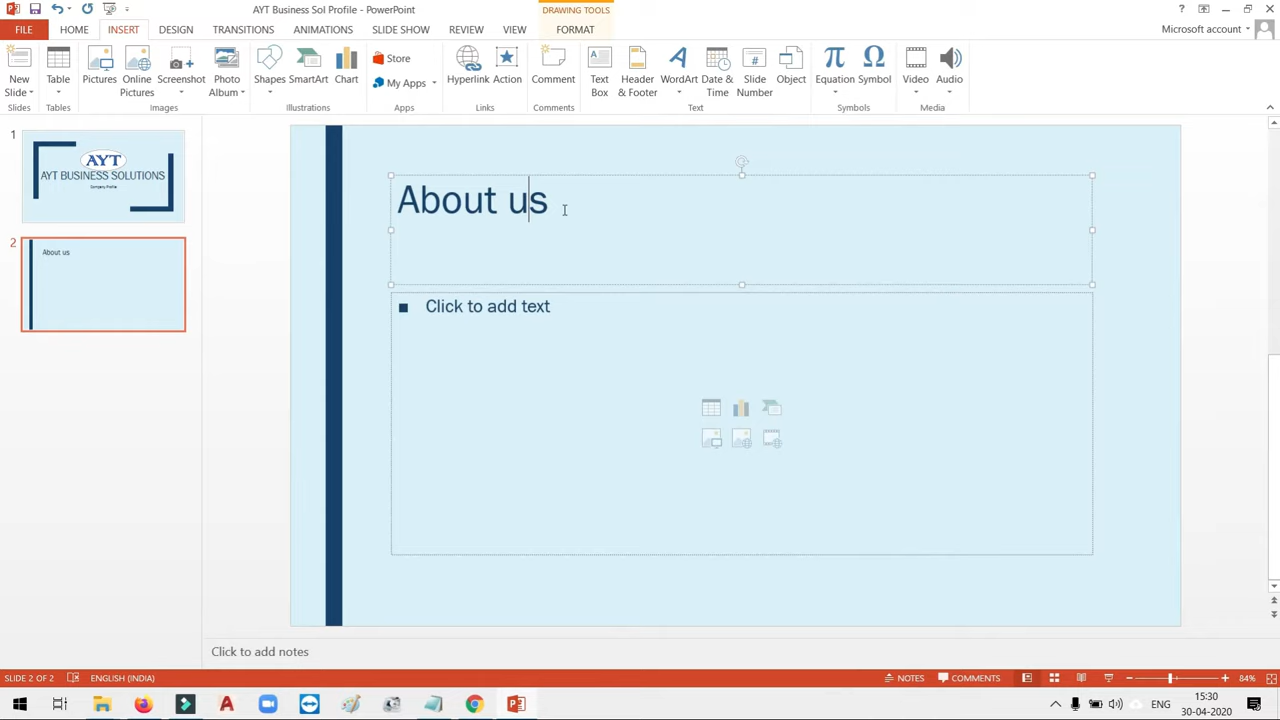 AYT Business Sol Profile - PowerPoint
DRAWING TOOLS
?
FILE
HOME
INSERT
DESIGN
TRANSITIONS
ANIMATIONS
SLIDE SHOW
REVIEW
VIEW
FORMAT
Microsoft account
New Slide
Table
Pictures
Online Pictures
Screenshot
Photo Album
Shapes
SmartArt
Chart
Store
My Apps
Hyperlink
Action
Comment
Text Box
Header & Footer
WordArt
Date & Time
Slide Number
Object
Equation
Symbol
Video
Audio
Slides
Tables
Images
Illustrations
Apps
Links
Comments
Text
Symbols
Media
1
AYT
AYT BUSINESS SOLUTIONS
Company Profile
2
About us
About us
Click to add text
Click to add notes
SLIDE 2 OF 2
ENGLISH (INDIA)
NOTES
COMMENTS
84%
ENG
15:30
30-04-2020